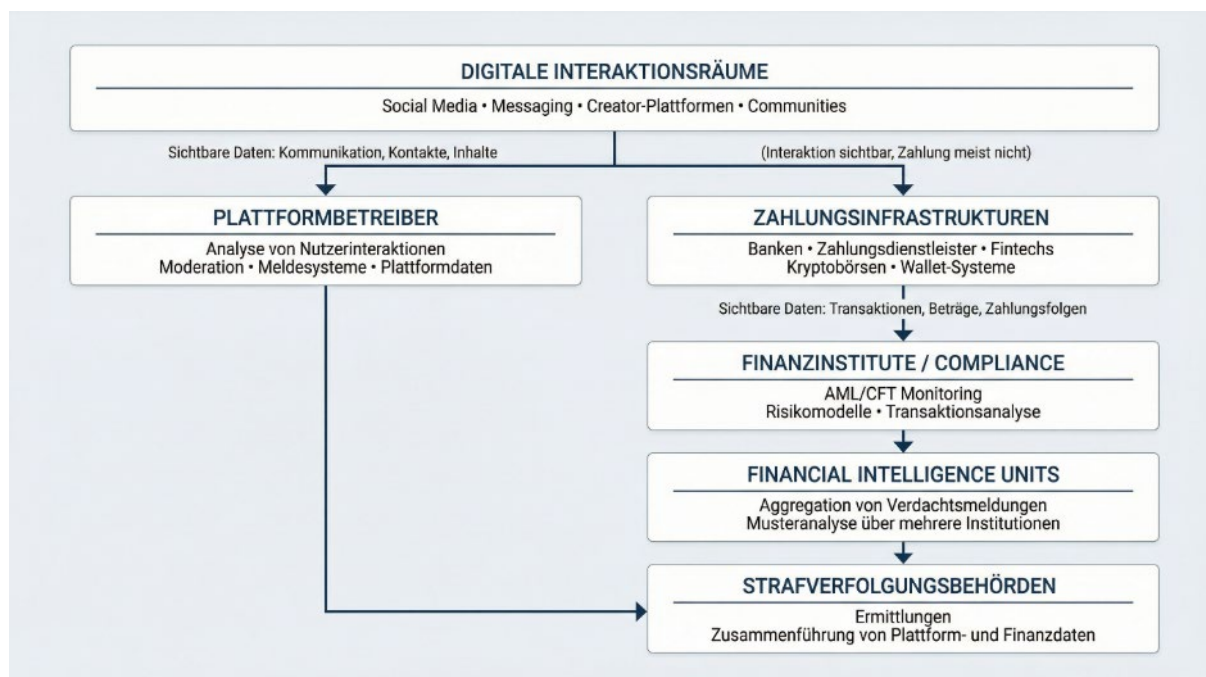 DIGITALE INTERAKTIONSRÄUME
Social Media • Messaging • Creator-Plattformen • Communities
Sichtbare Daten: Kommunikation, Kontakte, Inhalte
(Interaktion sichtbar, Zahlung meist nicht)
PLATTFORMBETREIBER
Analyse von Nutzerinteraktionen
Moderation • Meldesysteme • Plattformdaten
ZAHLUNGSINFRASTRUKTUREN
Banken • Zahlungsdienstleister • Fintechs
Kryptobörsen • Wallet-Systeme
Sichtbare Daten: Transaktionen, Beträge, Zahlungsfolgen
FINANZINSTITUTE / COMPLIANCE
AML/CFT Monitoring
Risikomodelle • Transaktionsanalyse
FINANCIAL INTELLIGENCE UNITS
Aggregation von Verdachtsmeldungen
Musteranalyse über mehrere Institutionen
STRAFVERFOLGUNGSBEHÖRDEN
Ermittlungen
Zusammenführung von Plattform- und Finanzdaten